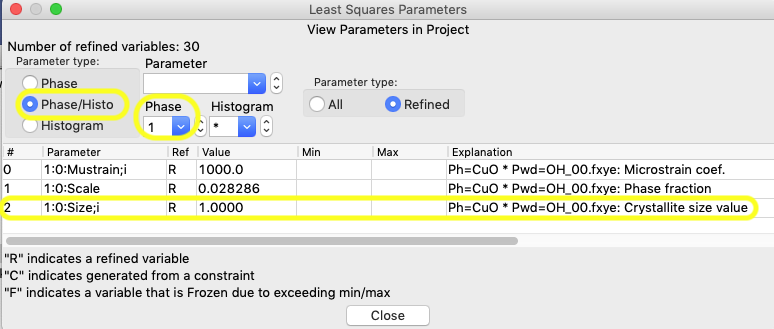 Least Squares Parameters
View Parameters in Project
Number of refined variables: 30
Parameter type:
Phase
Phase/Histo
Histogram
Parameter
Phase
1
Histogram
*
Parameter type:
All
Refined
# Parameter Ref Value Min Max Explanation
0 1:0:Mustrain;i R 1000.0 Ph=CuO * Pwd=OH_00.fxye: Microstrain coef.
1 1:0:Scale R 0.028286 Ph=CuO * Pwd=OH_00.fxye: Phase fraction
2 1:0:Size;i R 1.0000 Ph=CuO * Pwd=OH_00.fxye: Crystallite size value
"R" indicates a refined variable
"C" indicates generated from a constraint
"F" indicates a variable that is Frozen due to exceeding min/max
Close